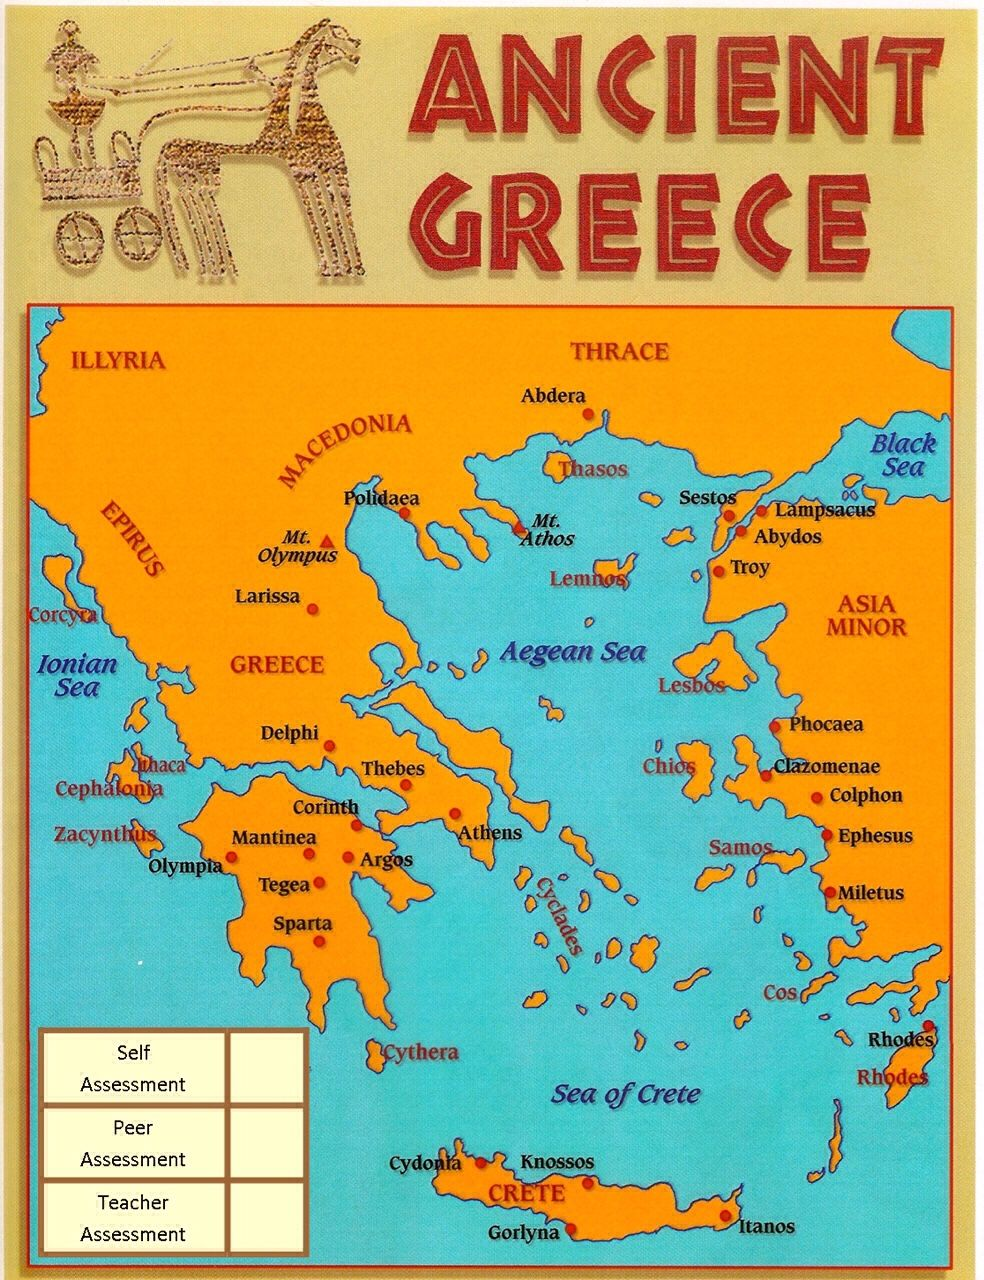 ANCIENT
GREECE
ILLYRIA
THRACE
Abdera
MACEDONIA
Black
Sea
Thasos
Polidaea
Sestos
Lampsacus
EPIRUS
Mt.
Athos
Mt.
Olympus
Abydos
Troy
Lemnos
Larissa
ASIA
MINOR
Corcyra
Ionian
Sea
GREECE
Aegean Sea
Lesbos
Delphi
Phocaea
Ithaca
Thebes
Chios
Clazomenae
Cephalonia
Colphon
Corinth
Zacynthus
Mantinea
Athens
Ephesus
Samos
Olympia
Argos
Tegea
Miletus
Cyclades
Sparta
Cos
Rhodes
Rhodes
Cythera
Sea of Crete
Self
Assessment
Peer
Assessment
Teacher
Assessment
Cydonia
Knossos
CRETE
Gorlyna
Itanos